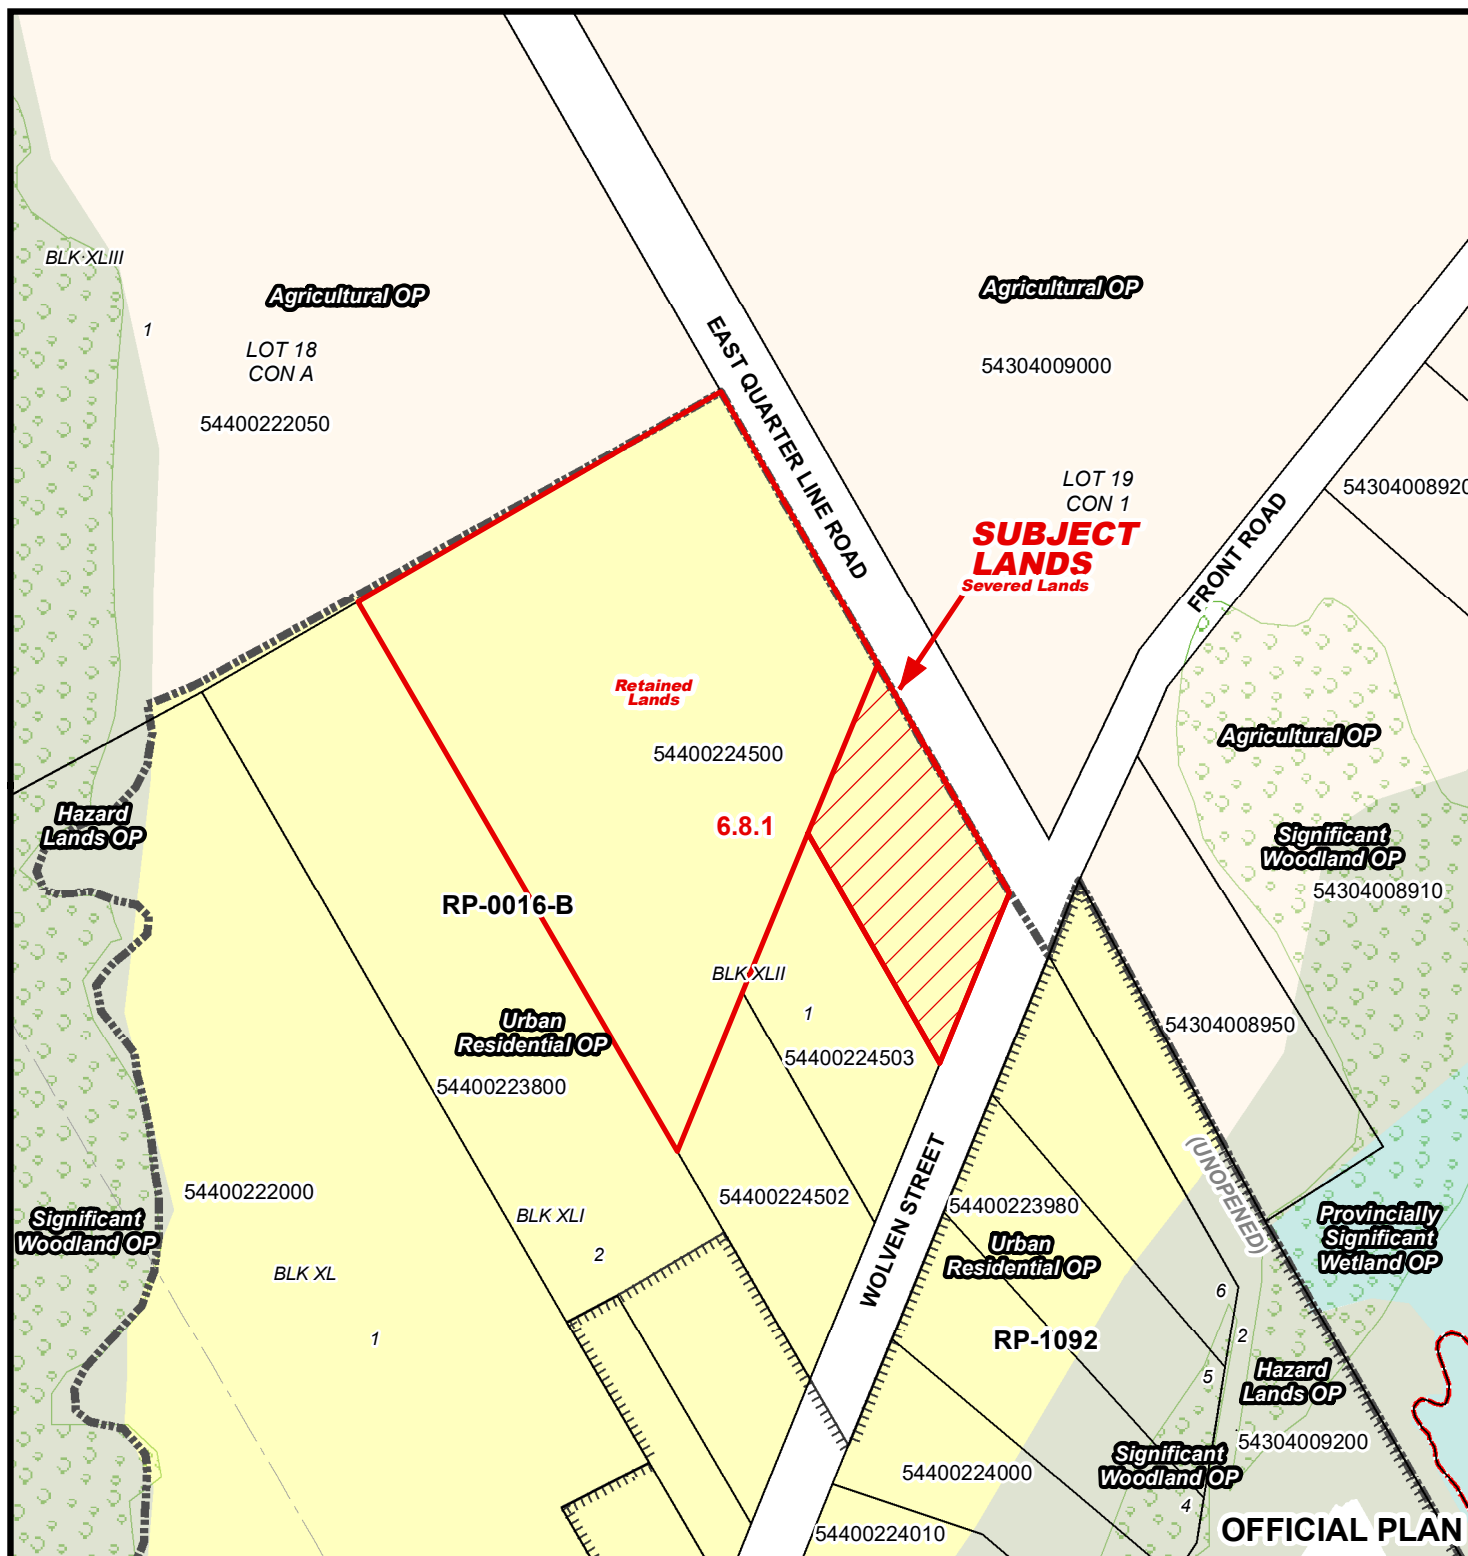 BLK XLIII
1
Agricultural OP
LOT 18
CON A
54400222050
Agricultural OP
54304009000
EAST QUARTER LINE ROAD
LOT 19
CON 1
5430400892
FRONT ROAD
SUBJECT
LANDS
Severed Lands
Retained
Lands
54400224500
6.8.1
Agricultural OP
Hazard
Lands OP
Significant
Woodland OP
54304008910
RP-0016-B
BLK XLII
1
Urban
Residential OP
54400224503
54304008950
54400223800
(UNOPENED)
54400222000
54400224502
WOLVEN STREET
54400223980
Significant
Woodland OP
BLK XLI
2
Urban
Residential OP
Provincially
Significant
Wetland OP
BLK XL
1
6
2
5
RP-1092
Hazard
Lands OP
54304009200
Significant
Woodland OP
54400224000
4
54400224010
OFFICIAL PLAN